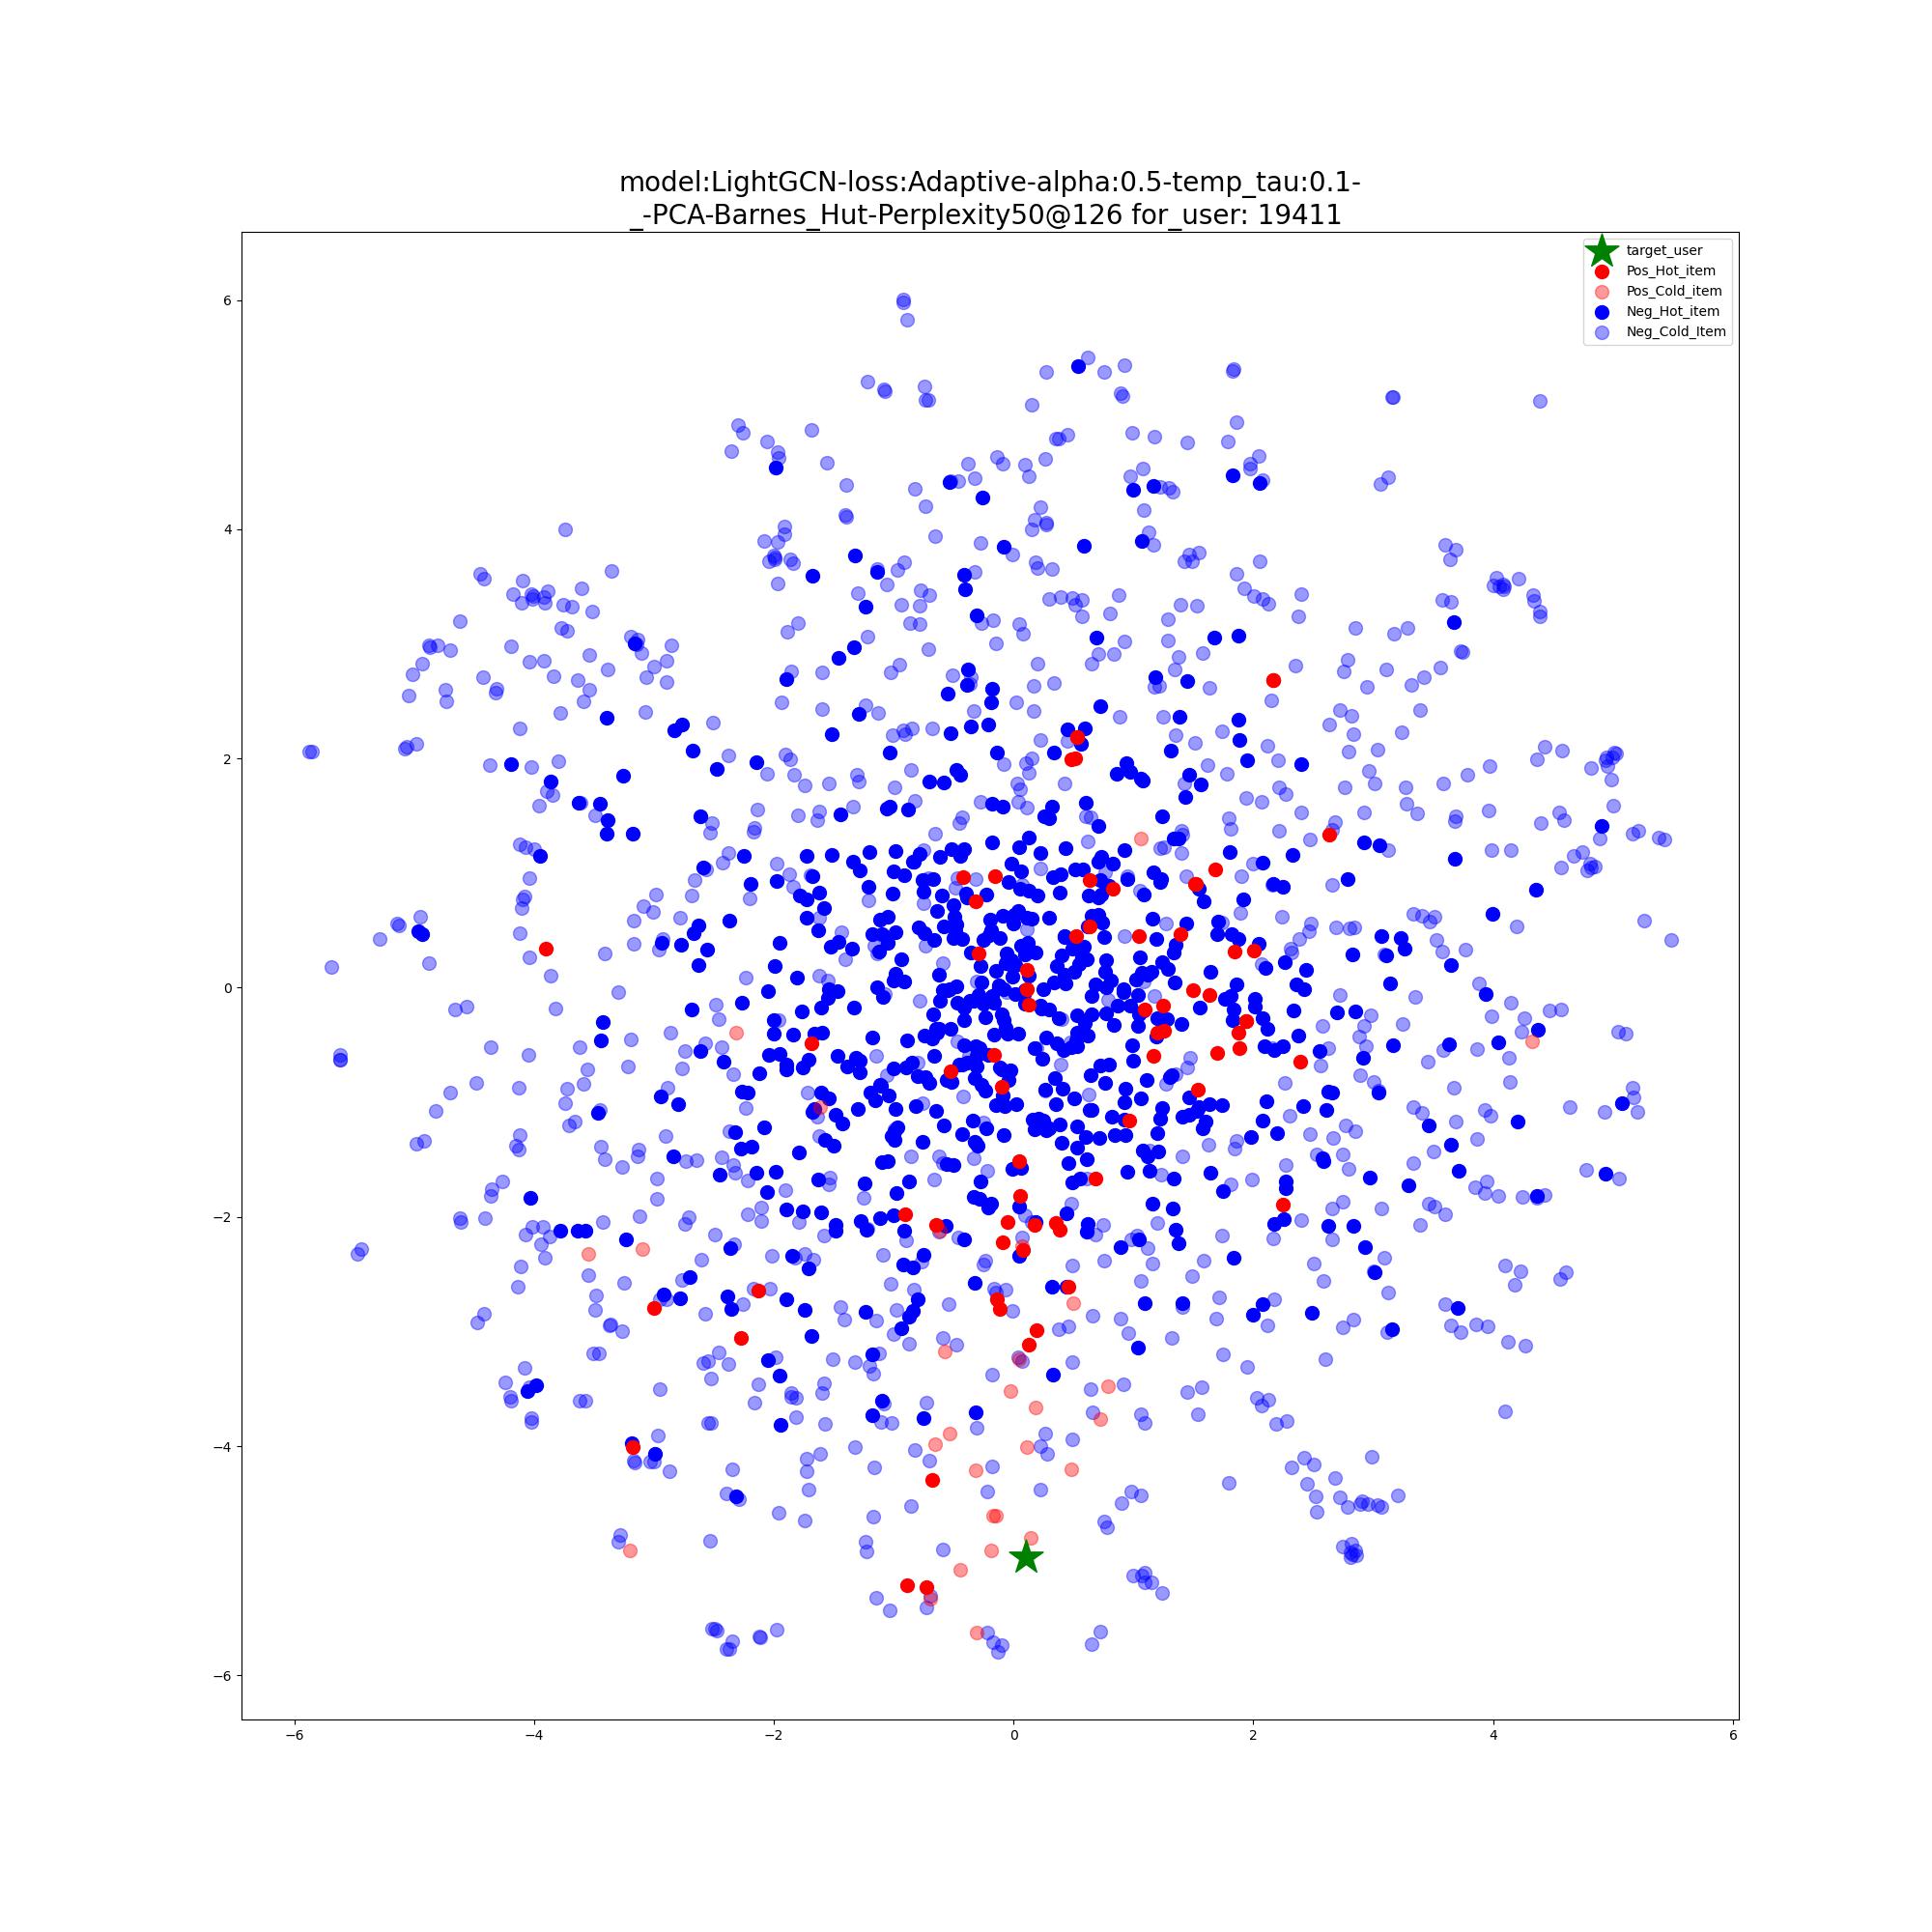 model:LightGCN-loss:Adaptive-alpha:0.5-temp_tau:0.1-
_-PCA-Barnes_Hut-Perplexity50@126 for_user: 19411
target_user
Pos_Hot_item
Pos_Cold_item
Neg_Hot_item
Neg_Cold_Item
6
4
2
0
−2
−4
−6
−6 −4 −2 0 2 4 6